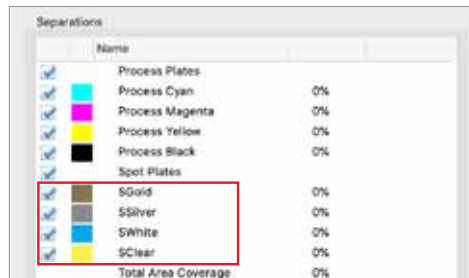 Separations
Name
Process Plates
Process Cyan 0%
Process Magenta 0%
Process Yellow 0%
Process Black 0%
Spot Plates
SGold 0%
SSilver 0%
SWhite 0%
SClear 0%
Total Area Coverage 0%